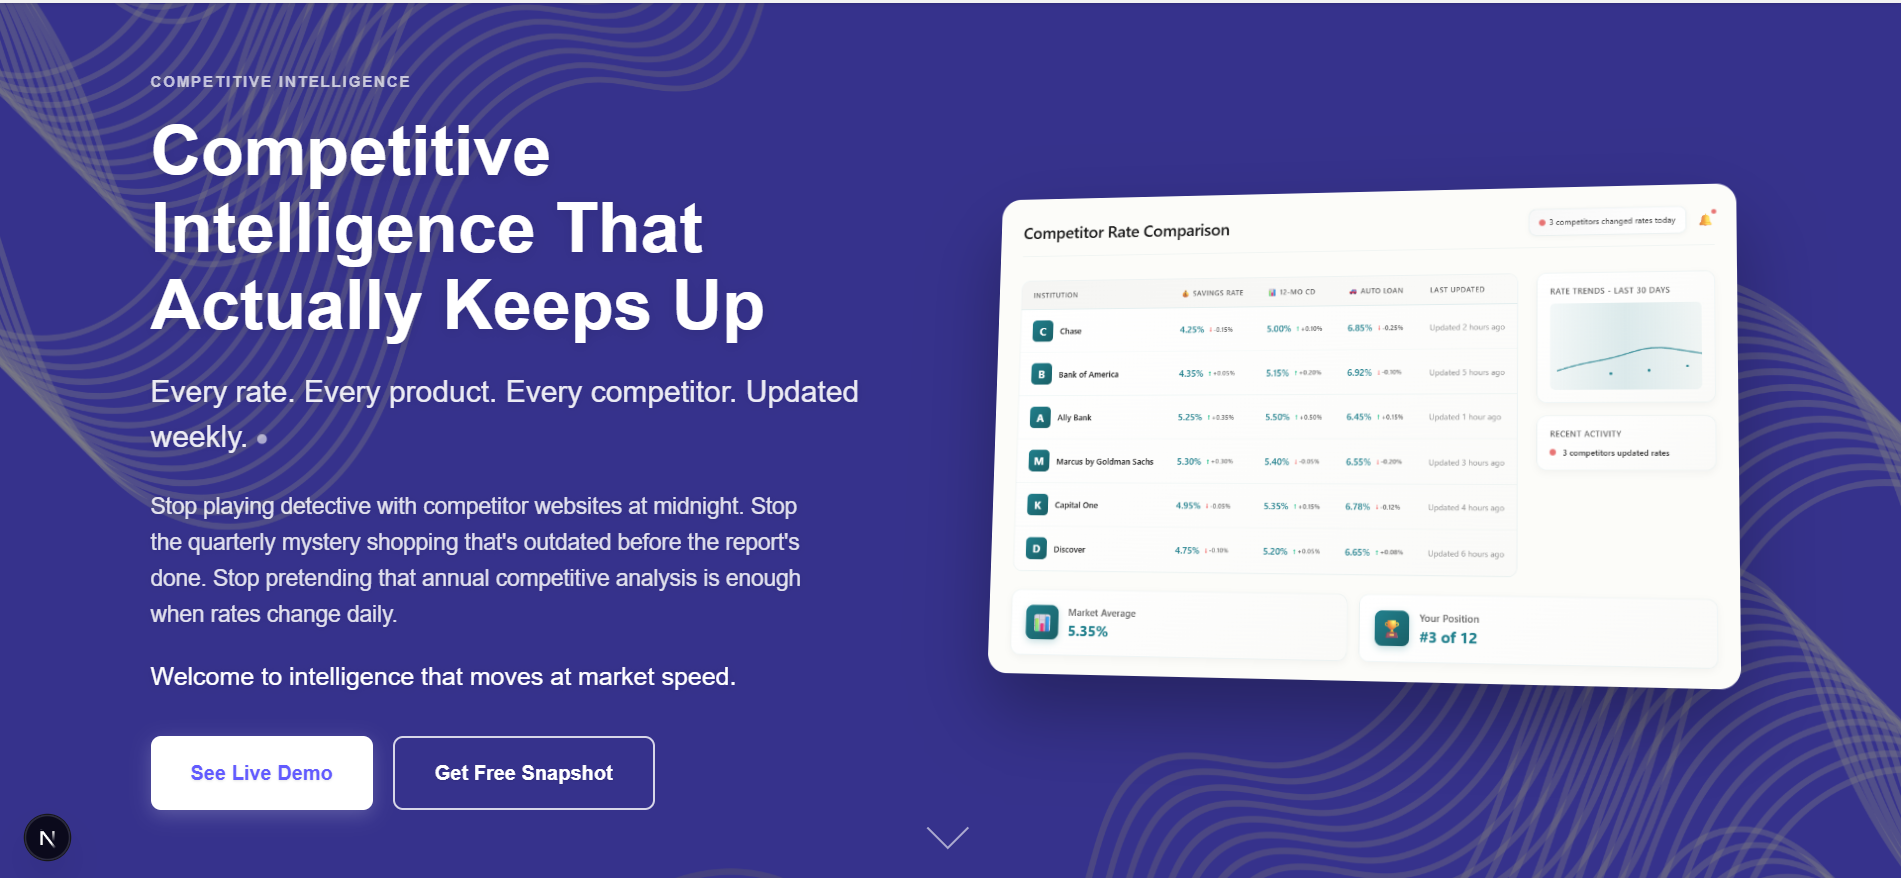 COMPETITIVE INTELLIGENCE
Competitive
Intelligence That
Actually Keeps Up
Every rate. Every product. Every competitor. Updated
weekly.
Stop playing detective with competitor websites at midnight. Stop
the quarterly mystery shopping that's outdated before the report's
done. Stop pretending that annual competitive analysis is enough
when rates change daily.
Welcome to intelligence that moves at market speed.
See Live Demo
Get Free Snapshot
N
Competitor Rate Comparison
3 competitors changed rates today
INSTITUTION SAVINGS RATE 12-MO CD AUTO LOAN LAST UPDATED
C Chase 4.25% ↓ -0.15% 5.00% ↑ +0.10% 6.85% ↓ -0.25% Updated 2 hours ago
B Bank of America 4.35% ↑ +0.05% 5.15% ↑ +0.20% 6.92% ↓ -0.10% Updated 5 hours ago
A Ally Bank 5.25% ↑ +0.35% 5.50% ↑ +0.50% 6.45% ↑ +0.15% Updated 1 hour ago
M Marcus by Goldman Sachs 5.30% ↑ +0.30% 5.40% ↓ -0.05% 6.55% ↓ -0.20% Updated 3 hours ago
K Capital One 4.95% ↓ -0.05% 5.35% ↑ +0.15% 6.78% ↓ -0.12% Updated 4 hours ago
D Discover 4.75% ↓ -0.10% 5.20% ↑ +0.05% 6.65% ↑ +0.08% Updated 6 hours ago
RATE TRENDS - LAST 30 DAYS
RECENT ACTIVITY
3 competitors updated rates
Market Average
5.35%
Your Position
#3 of 12